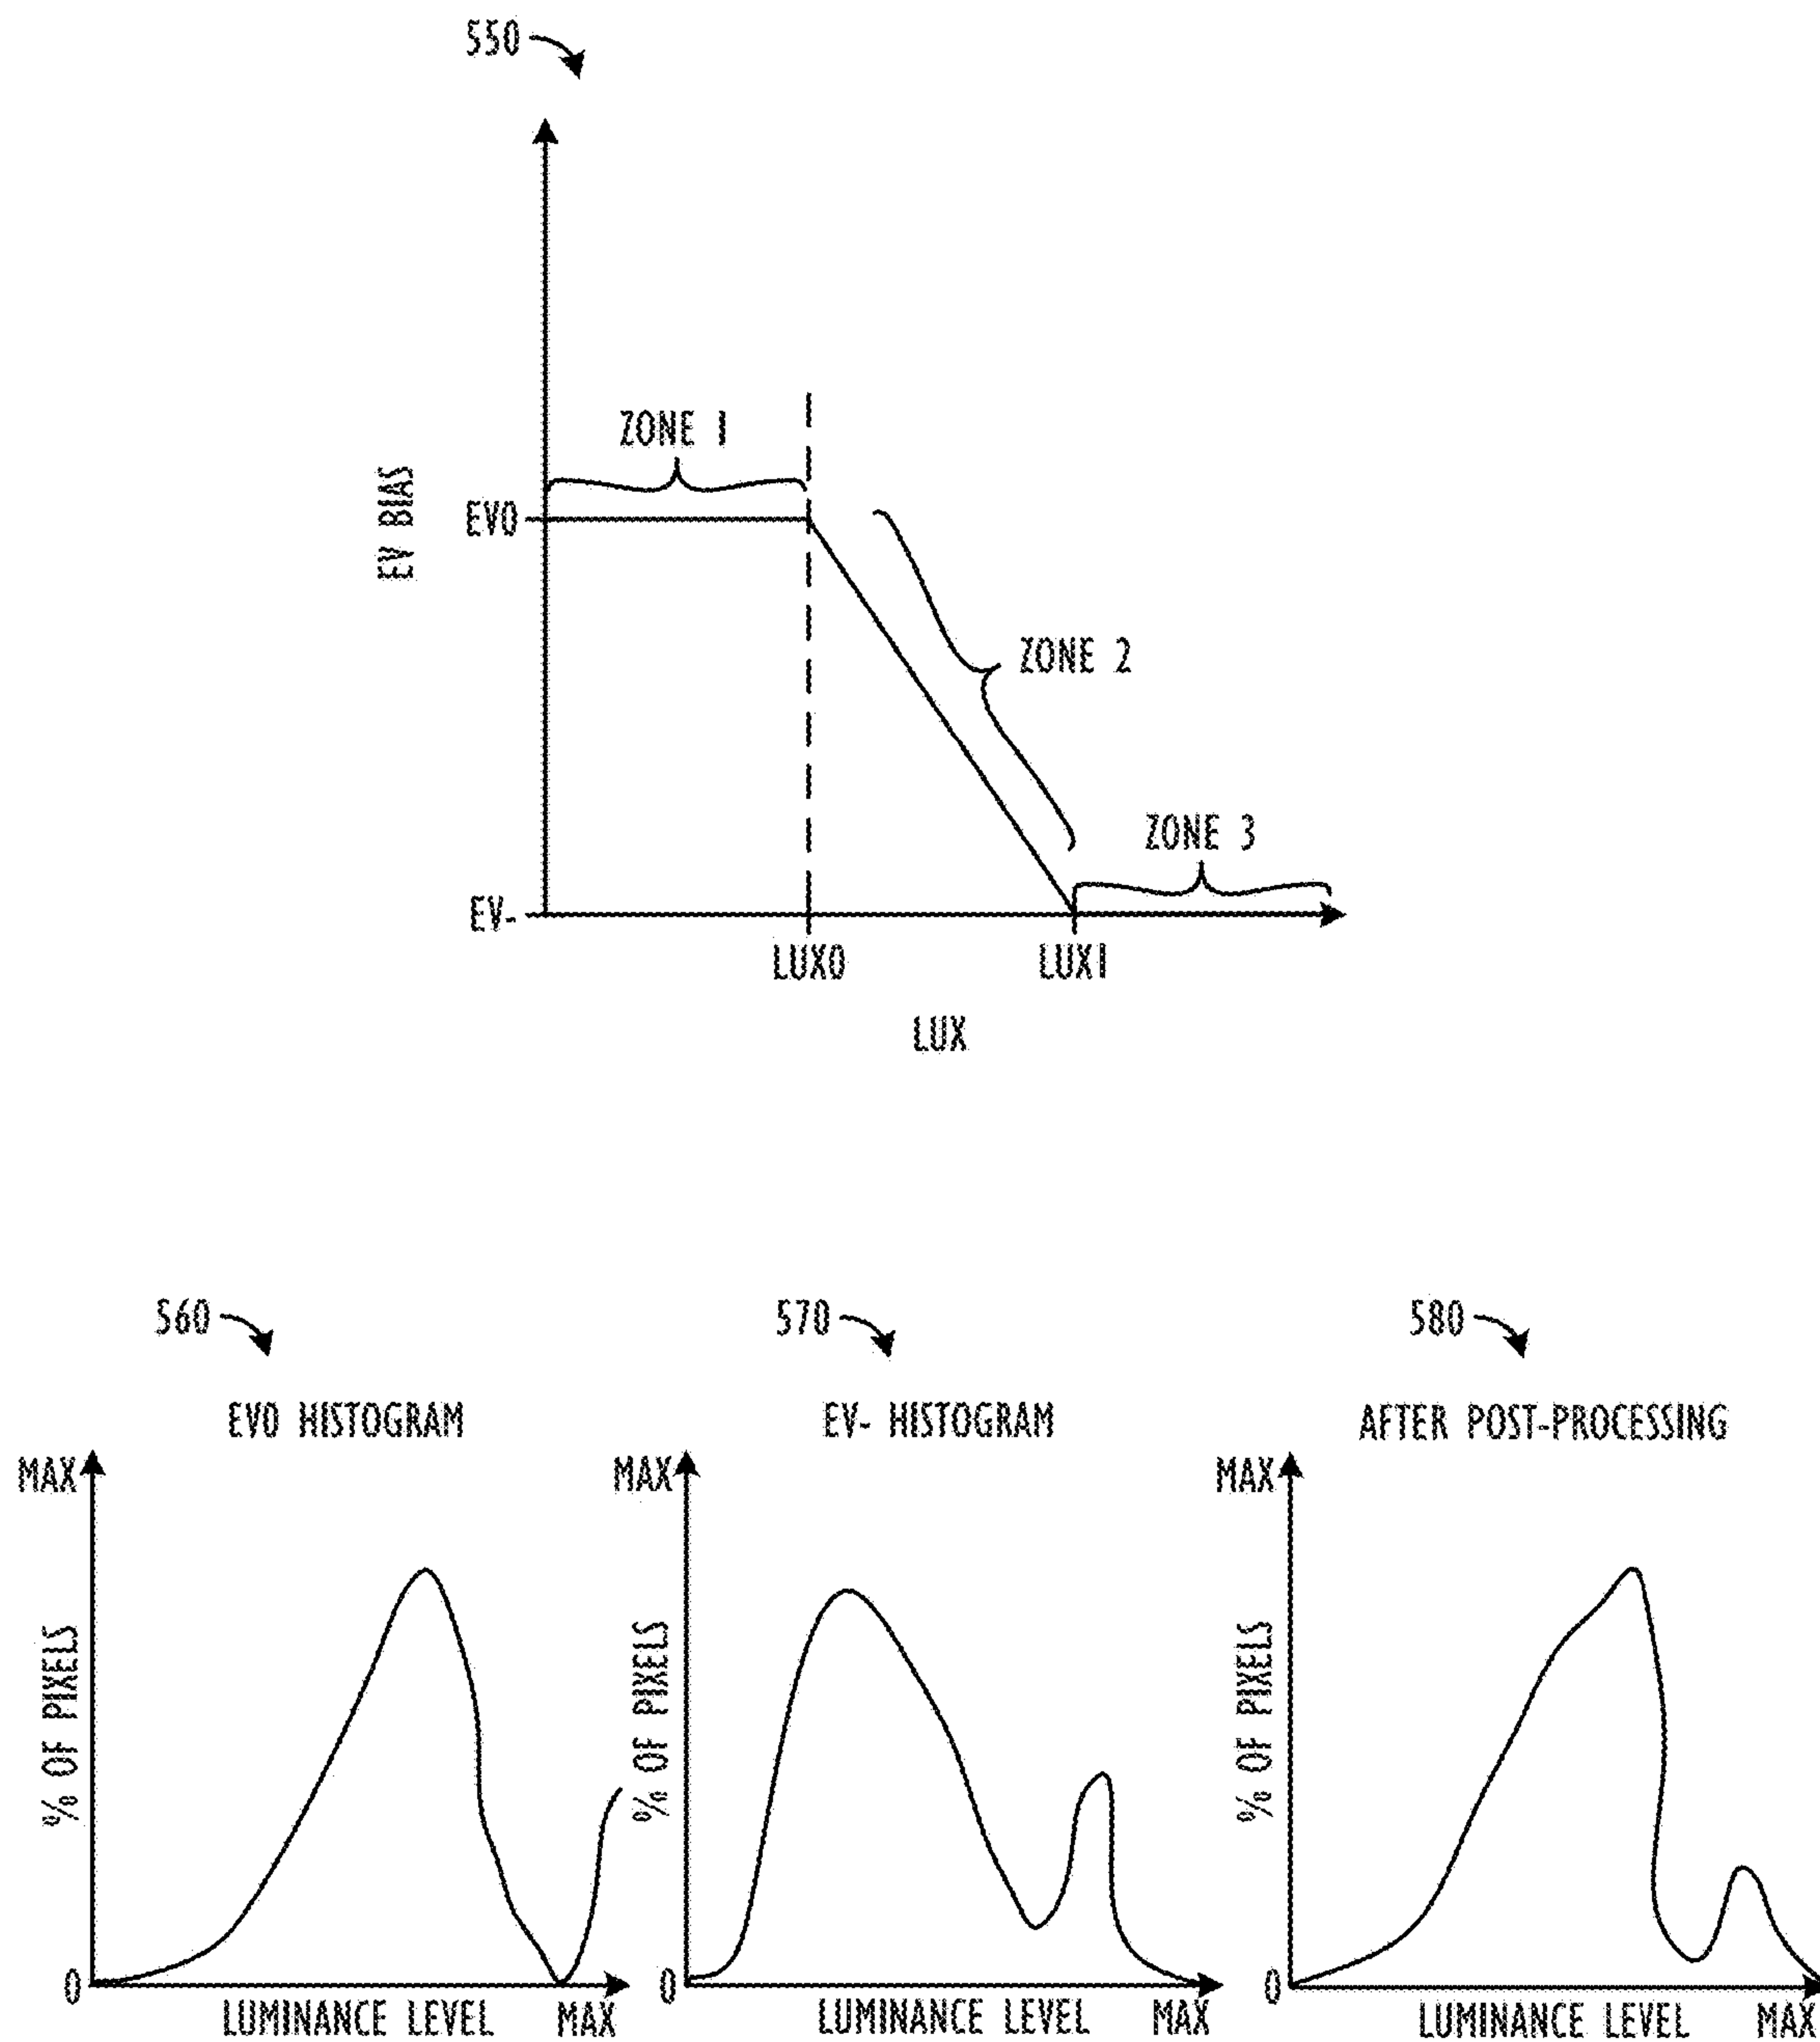 550
ZONE 1
EV BIAS
EV0
ZONE 2
ZONE 3
EV-
LUX0
LUX1
LUX
560
570
580
EV0 HISTOGRAM
EV- HISTOGRAM
AFTER POST-PROCESSING
MAX
MAX
MAX
% OF PIXELS
% OF PIXELS
% OF PIXELS
0
0
0
LUMINANCE LEVEL
MAX
LUMINANCE LEVEL
MAX
LUMINANCE LEVEL
MAX